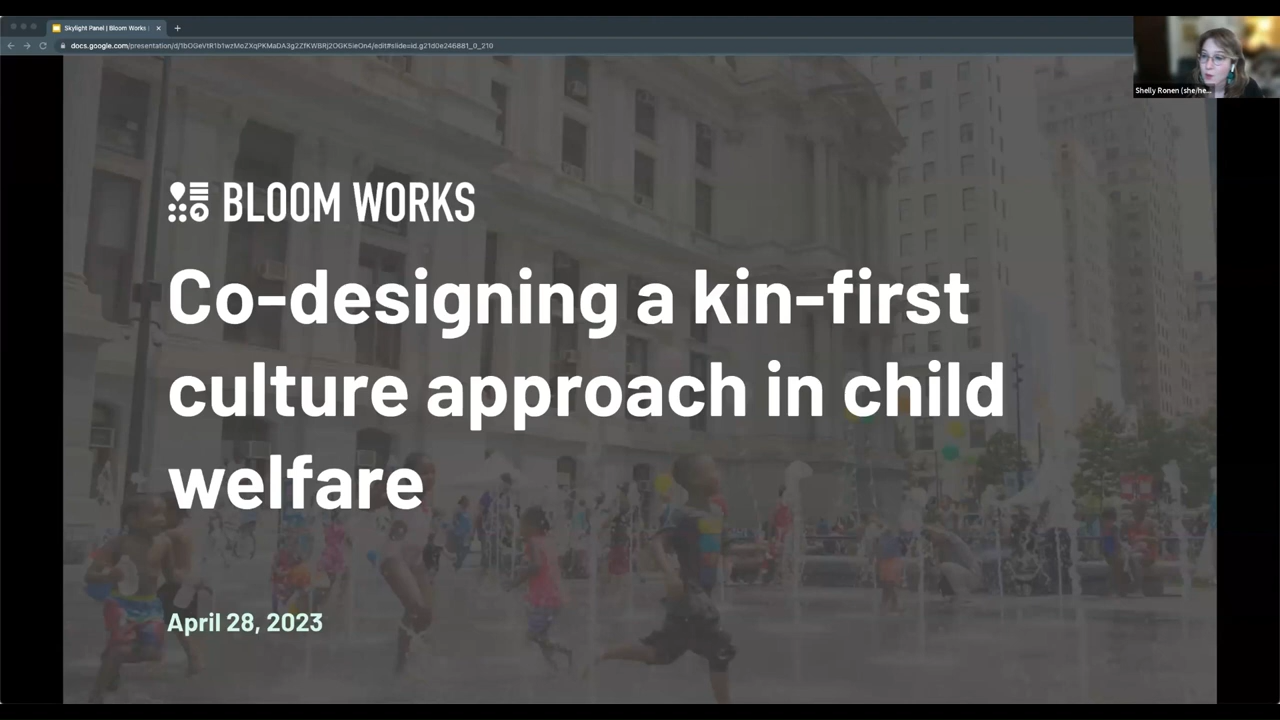 Skylight Panel | Bloom Works |
docs.google.com/presentation/d/1bOGeVtR1b1wzMoZXqPKMaDA3g2ZfKWBRj2OGK5ieOn4/edit#slide=id.g21d0e246881_0_210
Shelly Ronen (she/he...
BLOOM WORKS
Co-designing a kin-first
culture approach in child
welfare
April 28, 2023